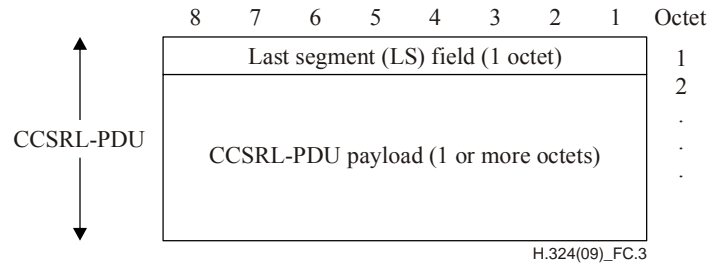 8 7 6 5 4 3 2 1 Octet
Last segment (LS) field (1 octet) 1
2
CCSRL-PDU CCSRL-PDU payload (1 or more octets) .
.
.
H.324(09)_FC.3